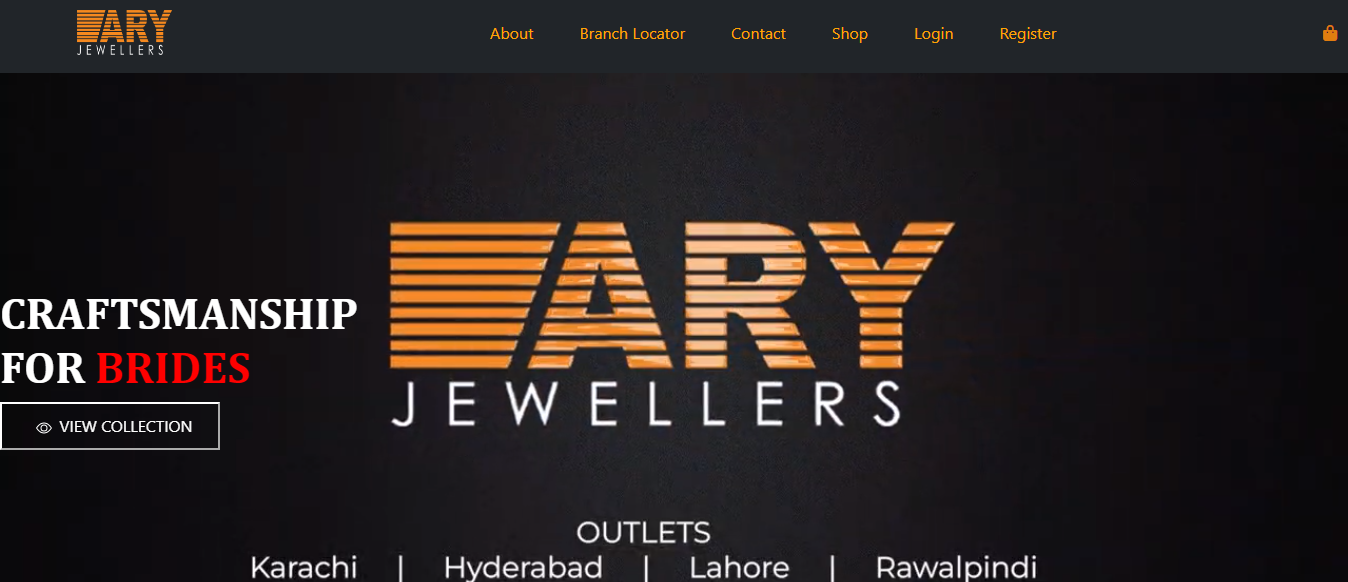 ARY
JEWELLERS
About
Branch Locator
Contact
Shop
Login
Register
ARY
JEWELLERS
CRAFTSMANSHIP
FOR BRIDES
VIEW COLLECTION
OUTLETS
Karachi | Hyderabad | Lahore | Rawalpindi